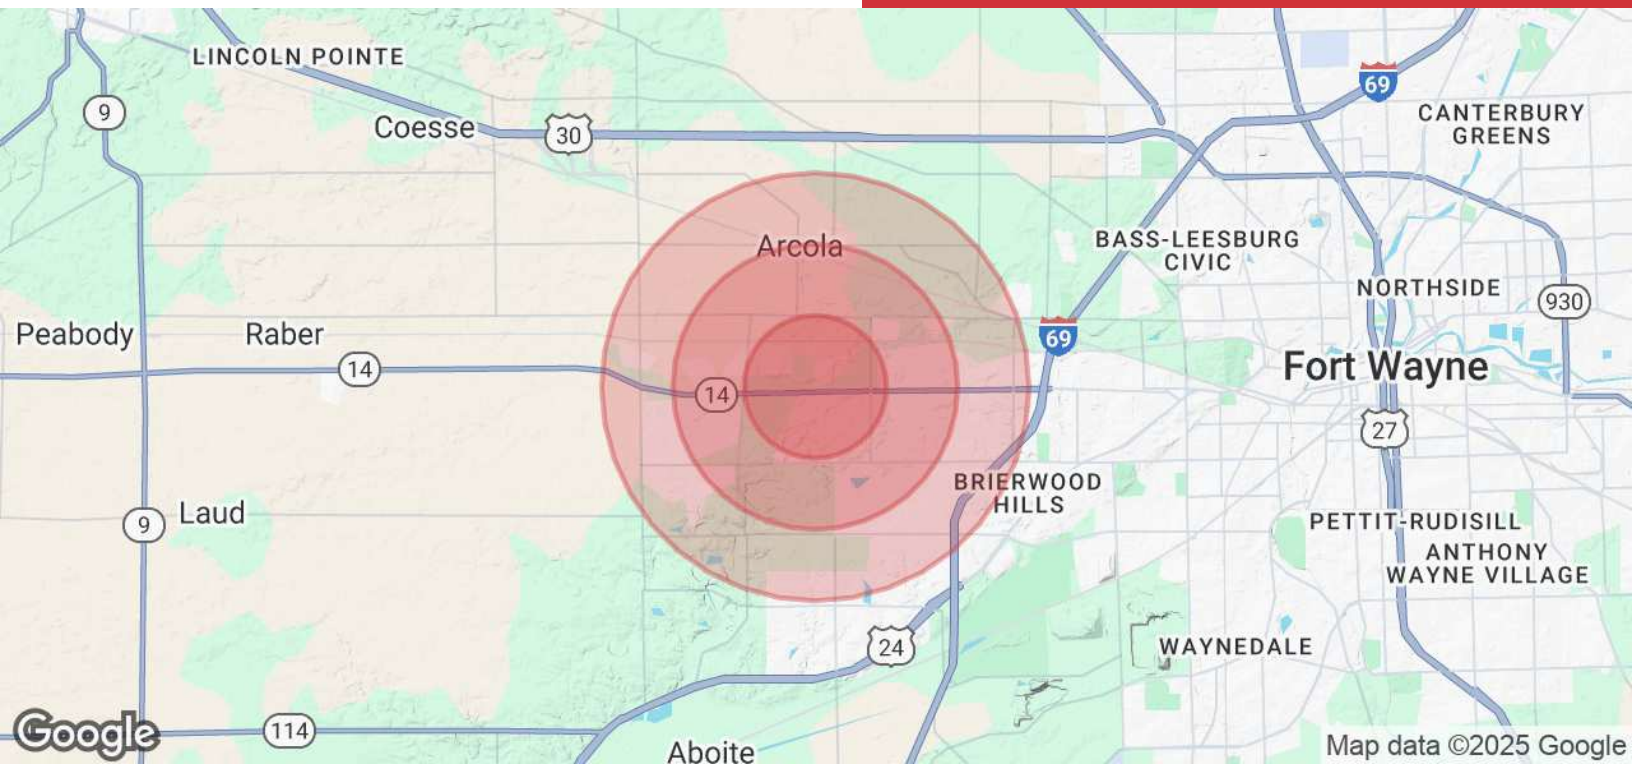 LINCOLN POINTE
69
9
CANTERBURY
GREENS
Coesse
30
Arcola
BASS-LEESBURG
CIVIC
NORTHSIDE
930
Peabody
Raber
69
14
Fort Wayne
14
27
BRIERWOOD
HILLS
Laud
9
PETTIT-RUDISILL
ANTHONY
WAYNE VILLAGE
24
WAYNEDALE
114
Google
Aboite
Map data ©2025 Google